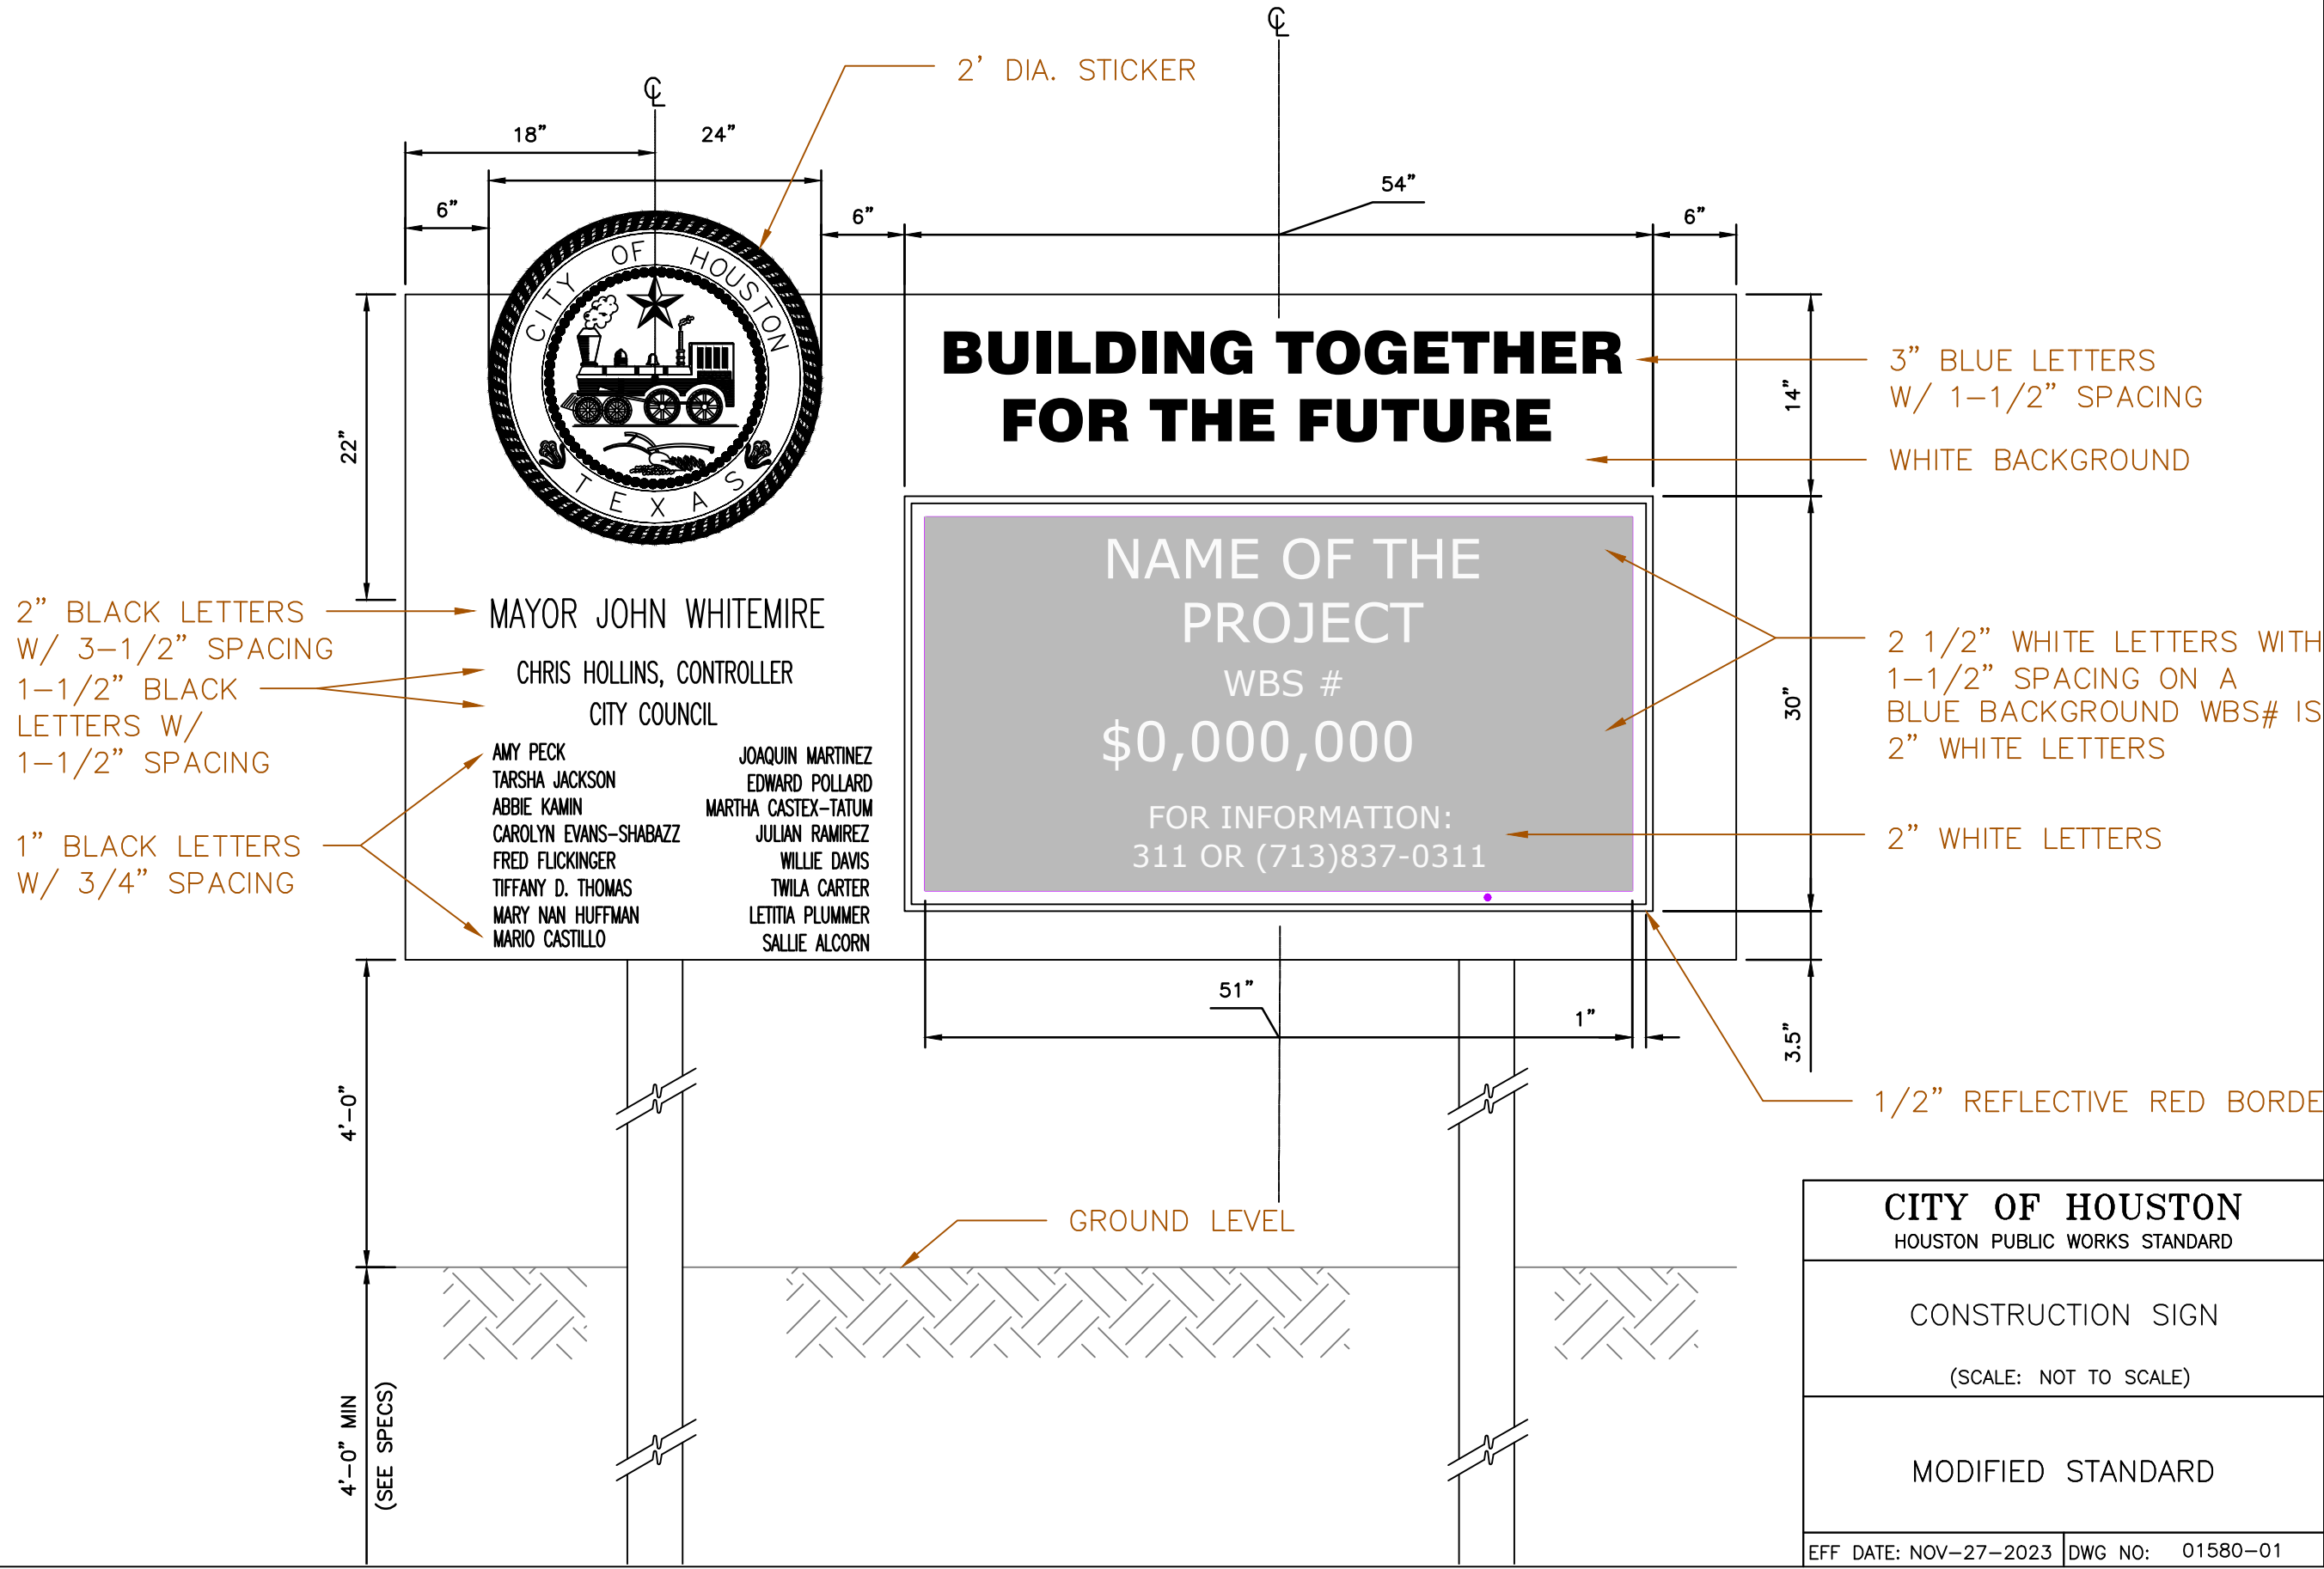 ℄
℄
2' DIA. STICKER
18"
24"
54"
6"
6"
6"
CITY OF HOUSTON
TEXAS
BUILDING TOGETHER
FOR THE FUTURE
3" BLUE LETTERS
W/ 1-1/2" SPACING
14"
22"
WHITE BACKGROUND
NAME OF THE
PROJECT
WBS #
$0,000,000
FOR INFORMATION:
311 OR (713)837-0311
2" BLACK LETTERS
W/ 3-1/2" SPACING
1-1/2" BLACK
LETTERS W/
1-1/2" SPACING
1" BLACK LETTERS
W/ 3/4" SPACING
MAYOR JOHN WHITEMIRE
CHRIS HOLLINS, CONTROLLER
CITY COUNCIL
AMY PECK
TARSHA JACKSON
ABBIE KAMIN
CAROLYN EVANS-SHABAZZ
FRED FLICKINGER
TIFFANY D. THOMAS
MARY NAN HUFFMAN
MARIO CASTILLO
JOAQUIN MARTINEZ
EDWARD POLLARD
MARTHA CASTEX-TATUM
JULIAN RAMIREZ
WILLIE DAVIS
TWILA CARTER
LETITIA PLUMMER
SALLIE ALCORN
2 1/2" WHITE LETTERS WITH
1-1/2" SPACING ON A
BLUE BACKGROUND WBS# IS
2" WHITE LETTERS
30"
2" WHITE LETTERS
51"
1"
3.5"
4'-0"
1/2" REFLECTIVE RED BORDE
GROUND LEVEL
4'-0" MIN
(SEE SPECS)
CITY OF HOUSTON
HOUSTON PUBLIC WORKS STANDARD
CONSTRUCTION SIGN
(SCALE: NOT TO SCALE)
MODIFIED STANDARD
EFF DATE: NOV-27-2023
DWG NO: 01580-01